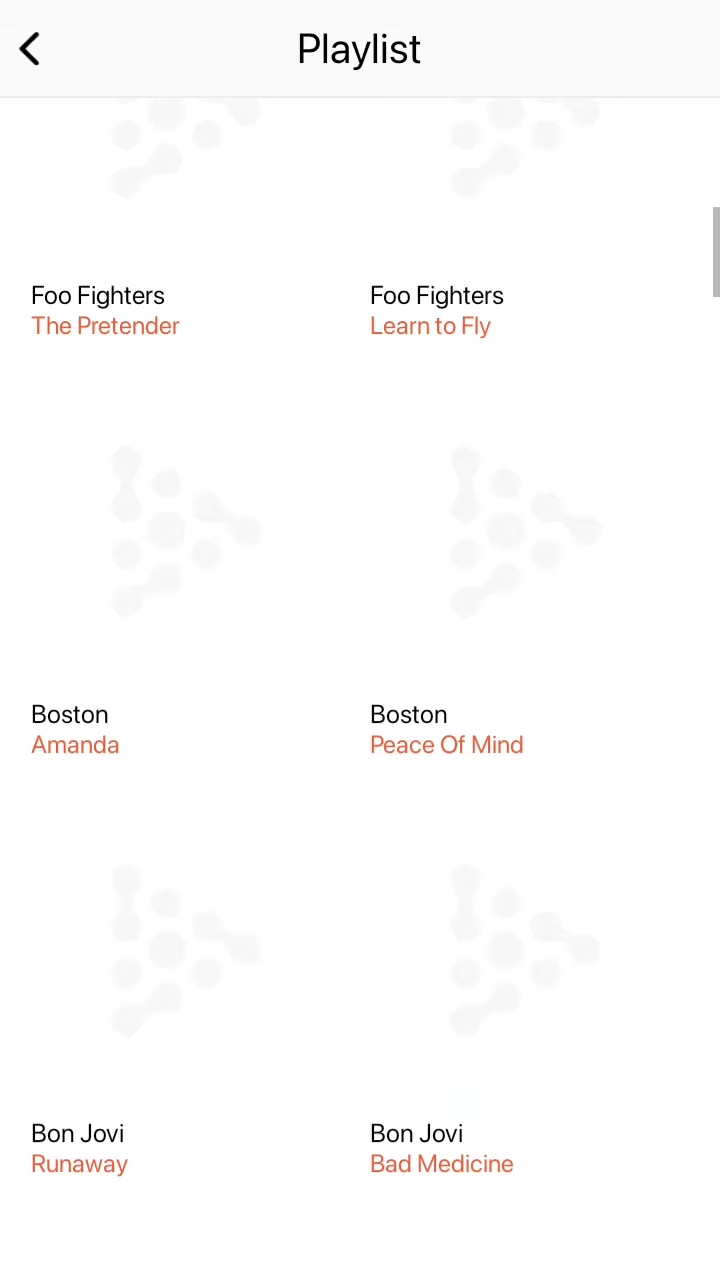 Playlist
Foo Fighters
The Pretender
Foo Fighters
Learn to Fly
Boston
Amanda
Boston
Peace Of Mind
Bon Jovi
Runaway
Bon Jovi
Bad Medicine